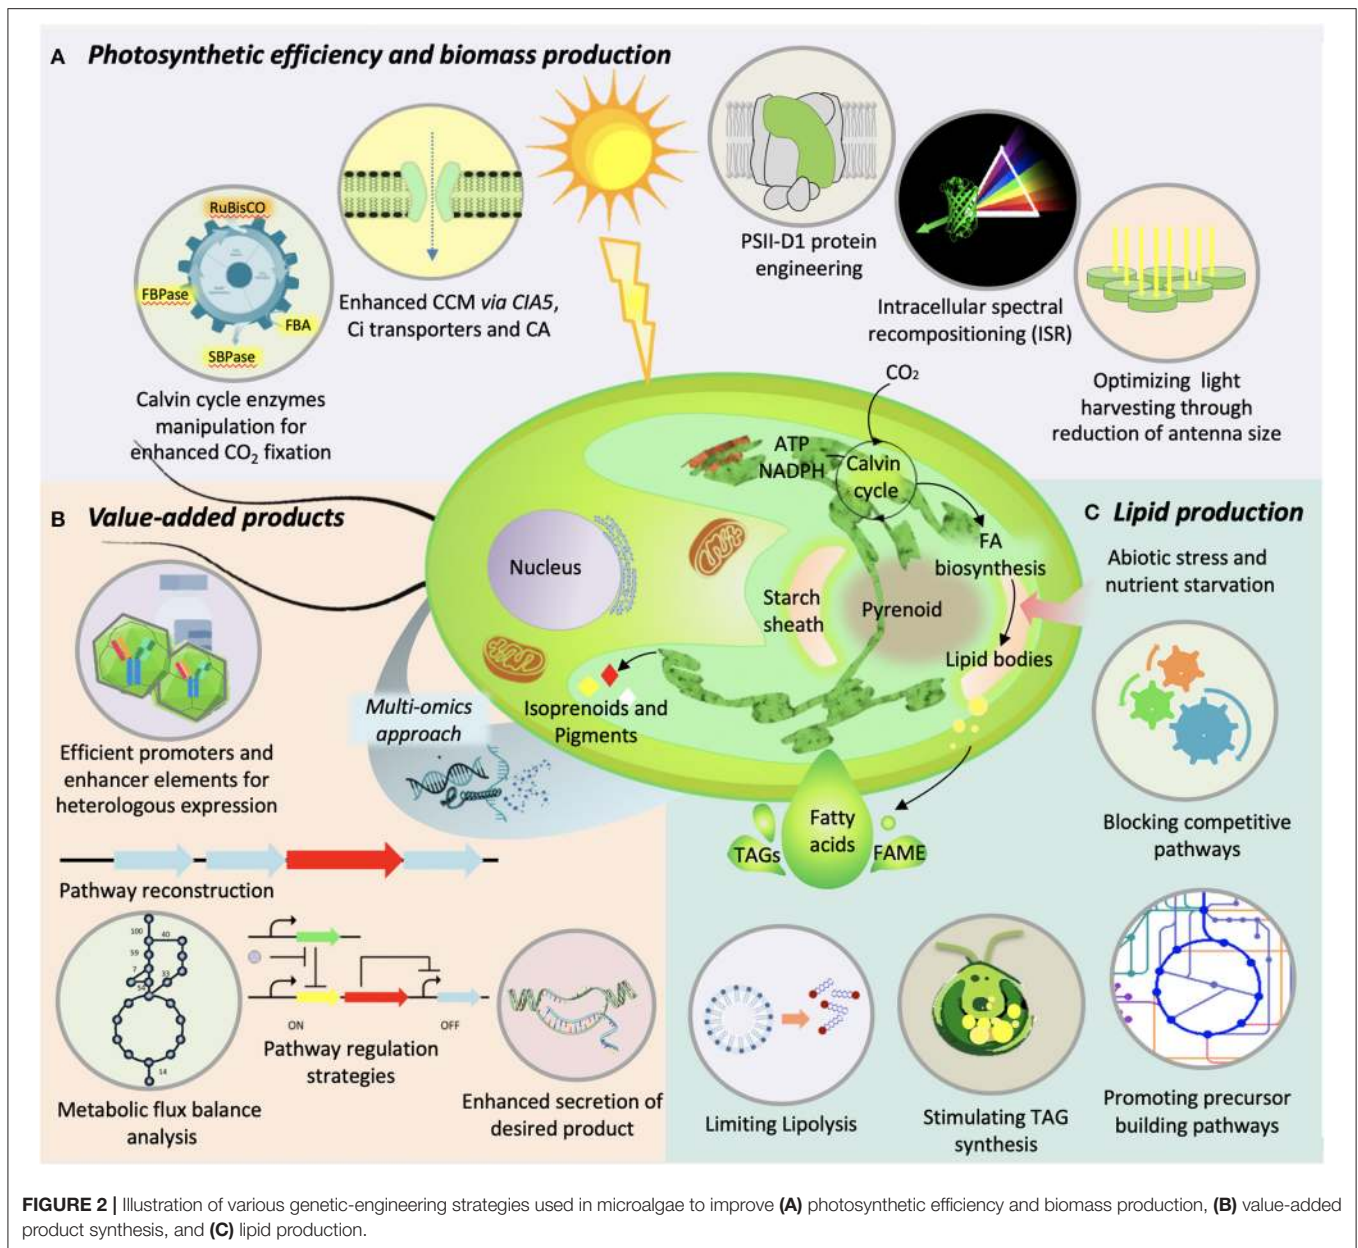 A Photosynthetic efficiency and biomass production
RuBisCO
FBPase
FBA
SBPase
Calvin cycle enzymes
manipulation for
enhanced CO₂ fixation
Enhanced CCM via CIA5,
Ci transporters and CA
PSII-D1 protein
engineering
Intracellular spectral
recompositioning (ISR)
Optimizing light
harvesting through
reduction of antenna size
CO₂
ATP
NADPH
Calvin
cycle
FA
biosynthesis
Nucleus
Starch
sheath
Pyrenoid
Lipid bodies
Isoprenoids and
Pigments
Multi-omics
approach
Fatty
acids
TAGs
FAME
B Value-added products
Efficient promoters and
enhancer elements for
heterologous expression
Pathway reconstruction
100
40
59
7
33
14
Metabolic flux balance
analysis
ON
OFF
Pathway regulation
strategies
Enhanced secretion of
desired product
C Lipid production
Abiotic stress and
nutrient starvation
Blocking competitive
pathways
Limiting Lipolysis
Stimulating TAG
synthesis
Promoting precursor
building pathways
FIGURE 2 | Illustration of various genetic-engineering strategies used in microalgae to improve (A) photosynthetic efficiency and biomass production, (B) value-added
product synthesis, and (C) lipid production.